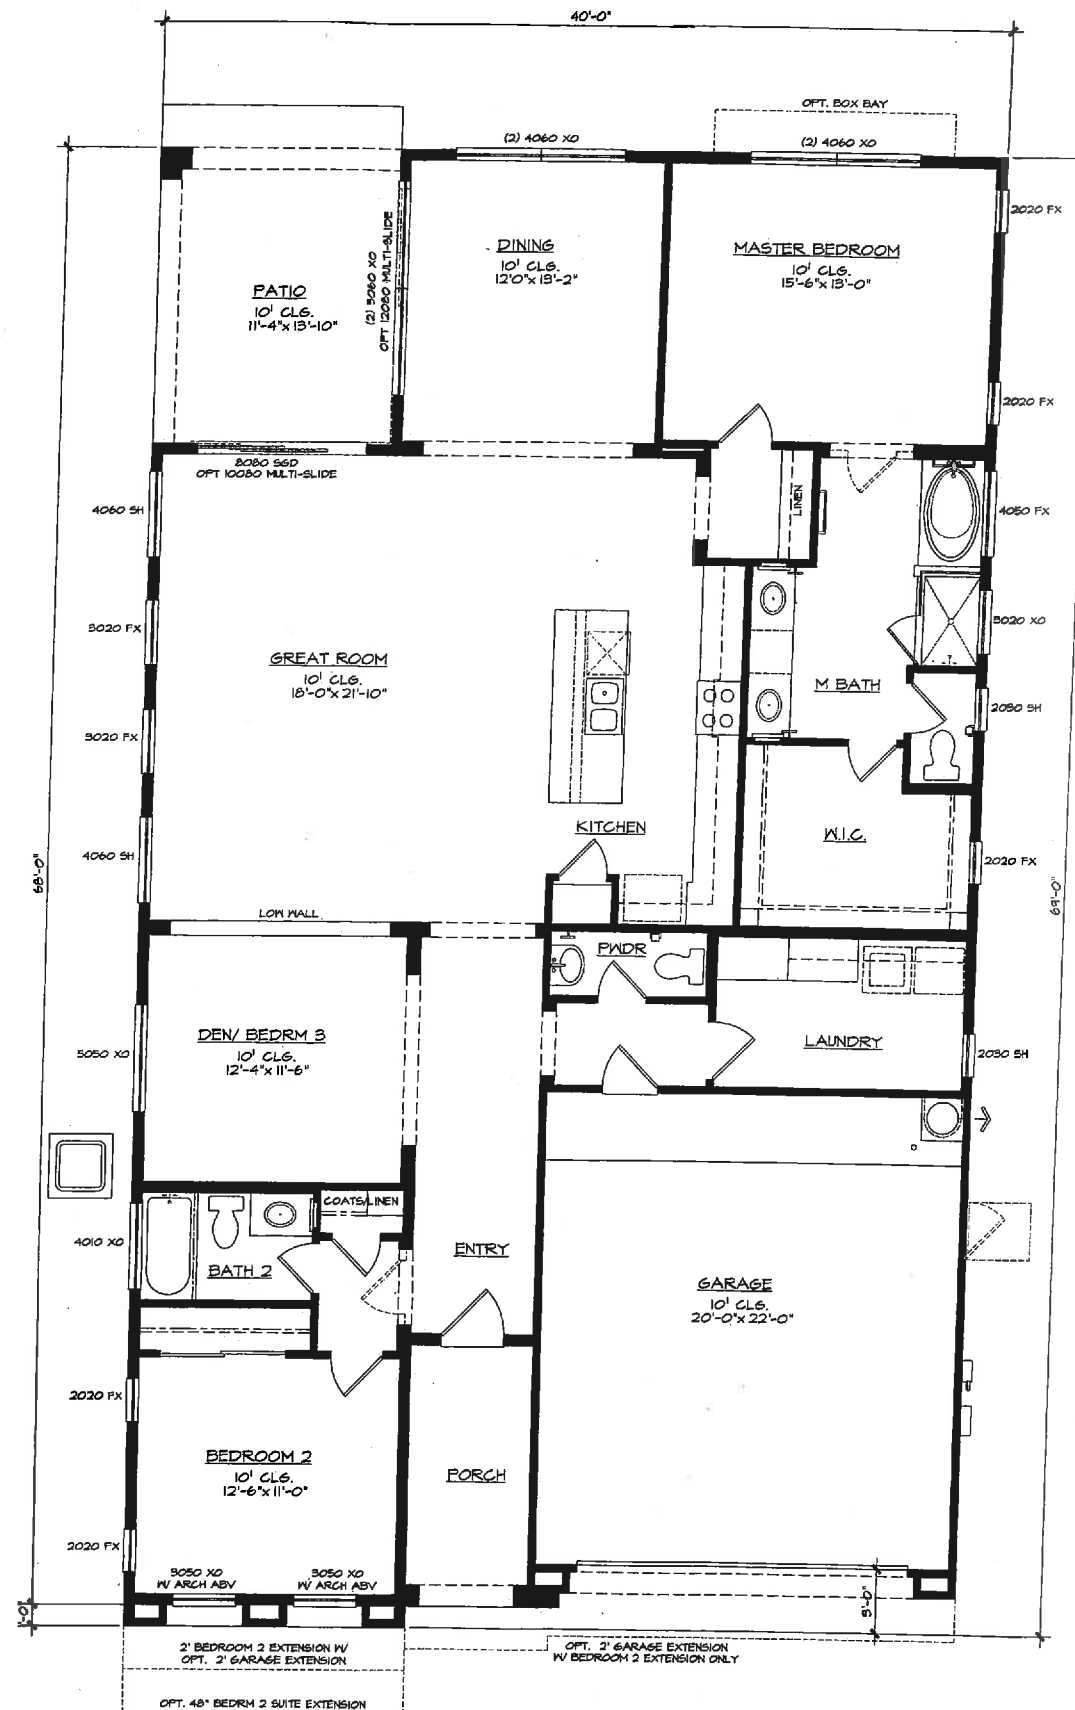 40'-0"
OPT. BOX BAY
(2) 4060 XO
(2) 4060 XO
2020 FX
DINING
10' CLG.
12'0"x 13'-2"
MASTER BEDROOM
10' CLG.
15'-6"x 13'-0"
PATIO
10' CLG.
11'-4"x 13'-10"
(2) 3060 XO
OPT 12080 MULTI-SLIDE
2020 FX
8080 SGD
OPT 10080 MULTI-SLIDE
LINEN
4060 SH
4050 FX
3020 FX
3020 XO
GREAT ROOM
10' CLG.
18'-0"x 21'-10"
M BATH
2030 SH
3020 FX
KITCHEN
W.I.C.
4060 SH
2020 FX
68'-0"
69'-0"
LOW WALL
PWDR
DEN/ BEDRM 3
10' CLG.
12'-4"x 11'-6"
LAUNDRY
5050 XO
2030 SH
COATS/LINEN
4010 XO
BATH 2
ENTRY
GARAGE
10' CLG.
20'-0"x 22'-0"
2020 FX
BEDROOM 2
10' CLG.
12'-6"x 11'-0"
PORCH
2020 FX
3050 XO
W/ ARCH ABV
3050 XO
W/ ARCH ABV
1'-0"
3'-0"
2' BEDROOM 2 EXTENSION W/
OPT. 2' GARAGE EXTENSION
OPT. 2' GARAGE EXTENSION
W/ BEDROOM 2 EXTENSION ONLY
OPT. 48" BEDRM 2 SUITE EXTENSION